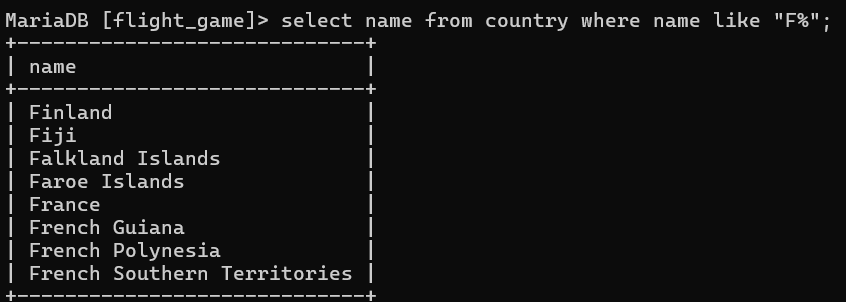 MariaDB [flight_game]> select name from country where name like "F%";
+-----------------------------+
| name                        |
+-----------------------------+
| Finland                     |
| Fiji                        |
| Falkland Islands            |
| Faroe Islands               |
| France                      |
| French Guiana               |
| French Polynesia            |
| French Southern Territories |
+-----------------------------+